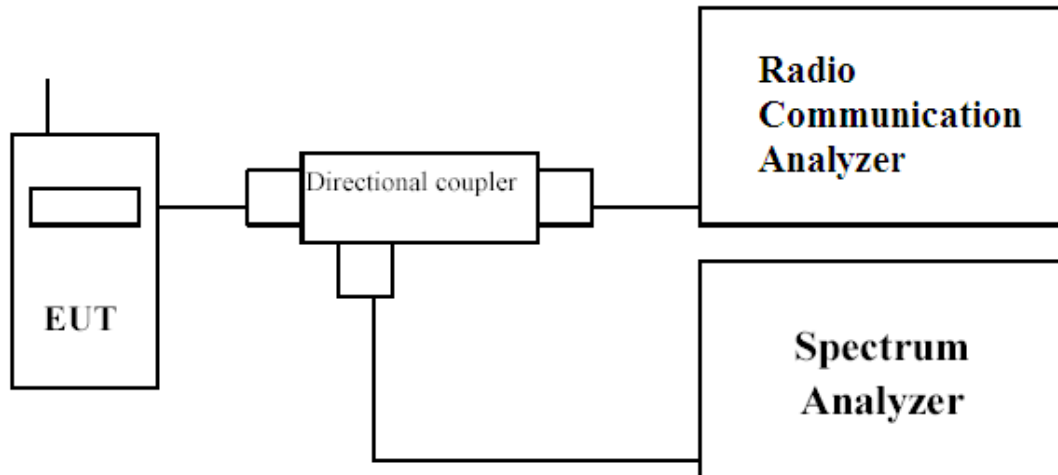 Radio
Communication
Analyzer
Directional coupler
EUT
Spectrum
Analyzer